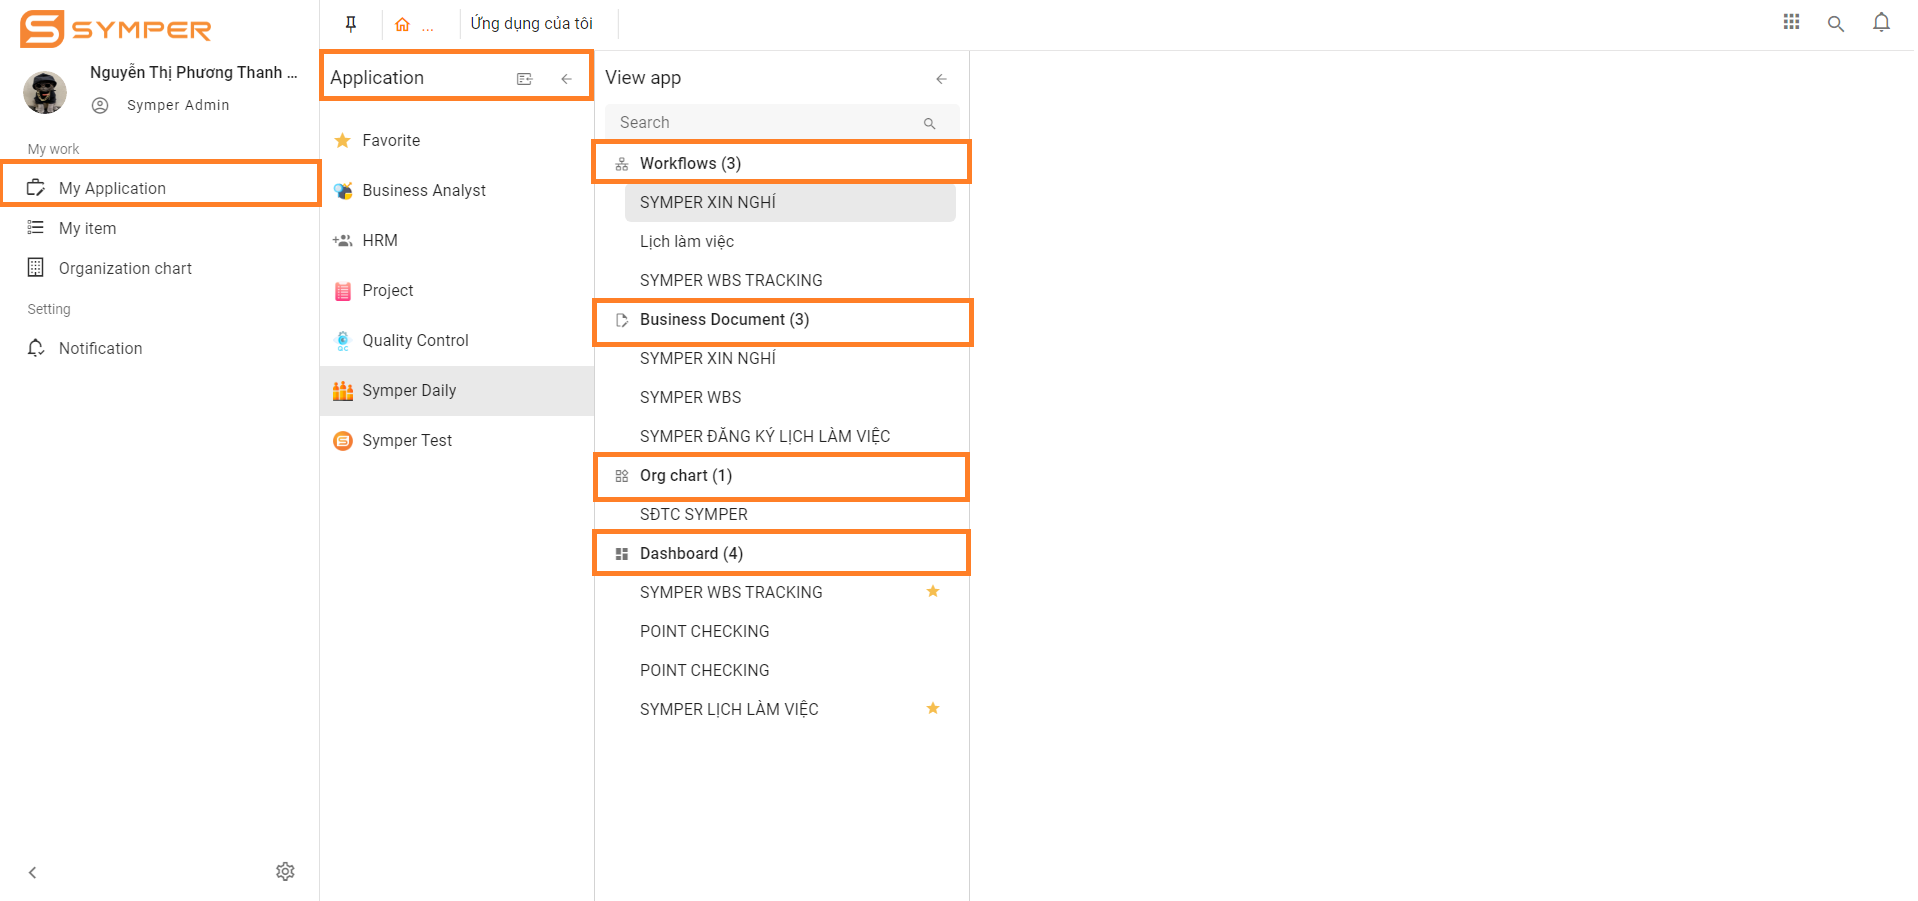 SYMPER
Nguyễn Thị Phương Thanh ...
Symper Admin
My work
My Application
My item
Organization chart
Setting
Notification
...
Ứng dụng của tôi
Application
Favorite
Business Analyst
HRM
Project
Quality Control
Symper Daily
Symper Test
View app
Search
Workflows (3)
SYMPER XIN NGHỈ
Lịch làm việc
SYMPER WBS TRACKING
Business Document (3)
SYMPER XIN NGHỈ
SYMPER WBS
SYMPER ĐĂNG KÝ LỊCH LÀM VIỆC
Org chart (1)
SĐTC SYMPER
Dashboard (4)
SYMPER WBS TRACKING
POINT CHECKING
POINT CHECKING
SYMPER LỊCH LÀM VIỆC